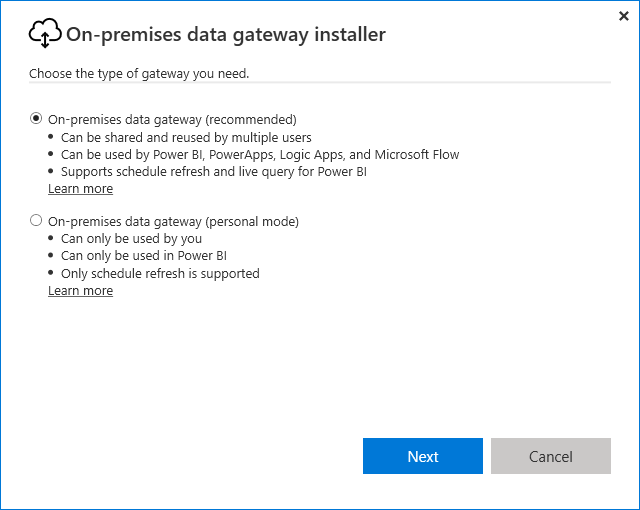 On-premises data gateway installer
Choose the type of gateway you need.
On-premises data gateway (recommended)
• Can be shared and reused by multiple users
• Can be used by Power BI, PowerApps, Logic Apps, and Microsoft Flow
• Supports schedule refresh and live query for Power BI
Learn more
On-premises data gateway (personal mode)
• Can only be used by you
• Can only be used in Power BI
• Only schedule refresh is supported
Learn more
Next
Cancel